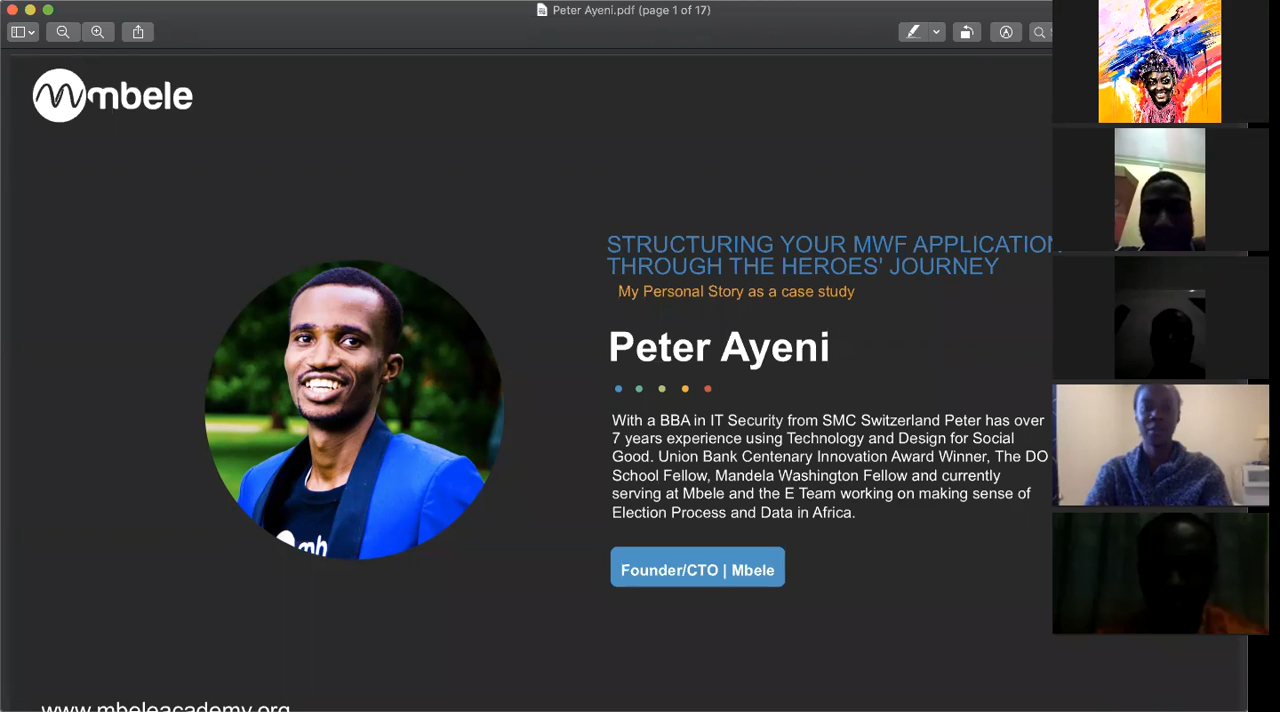 Peter Ayeni.pdf (page 1 of 17)
mbele
STRUCTURING YOUR MWF APPLICATION
THROUGH THE HEROES' JOURNEY
My Personal Story as a case study
Peter Ayeni
With a BBA in IT Security from SMC Switzerland Peter has over
7 years experience using Technology and Design for Social
Good. Union Bank Centenary Innovation Award Winner, The DO
School Fellow, Mandela Washington Fellow and currently
serving at Mbele and the E Team working on making sense of
Election Process and Data in Africa.
mb
Founder/CTO | Mbele
www.mbeleacademy.org